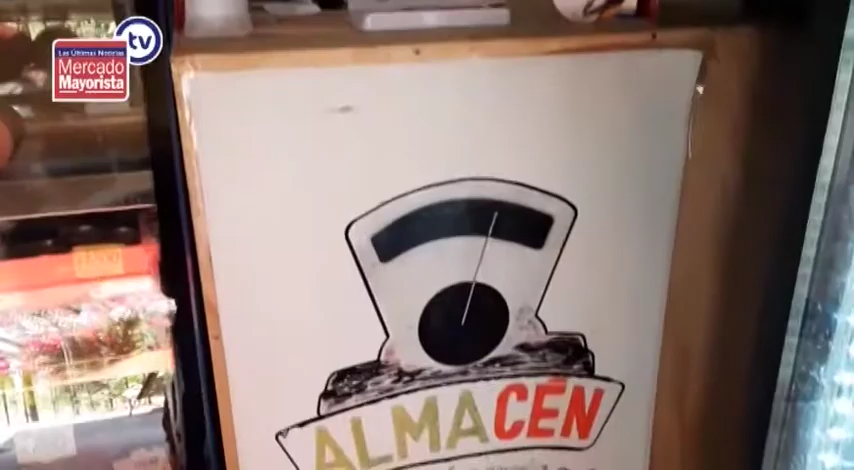 Las Últimas Noticias
Mercado
Mayorista
tv
ALMACÉN